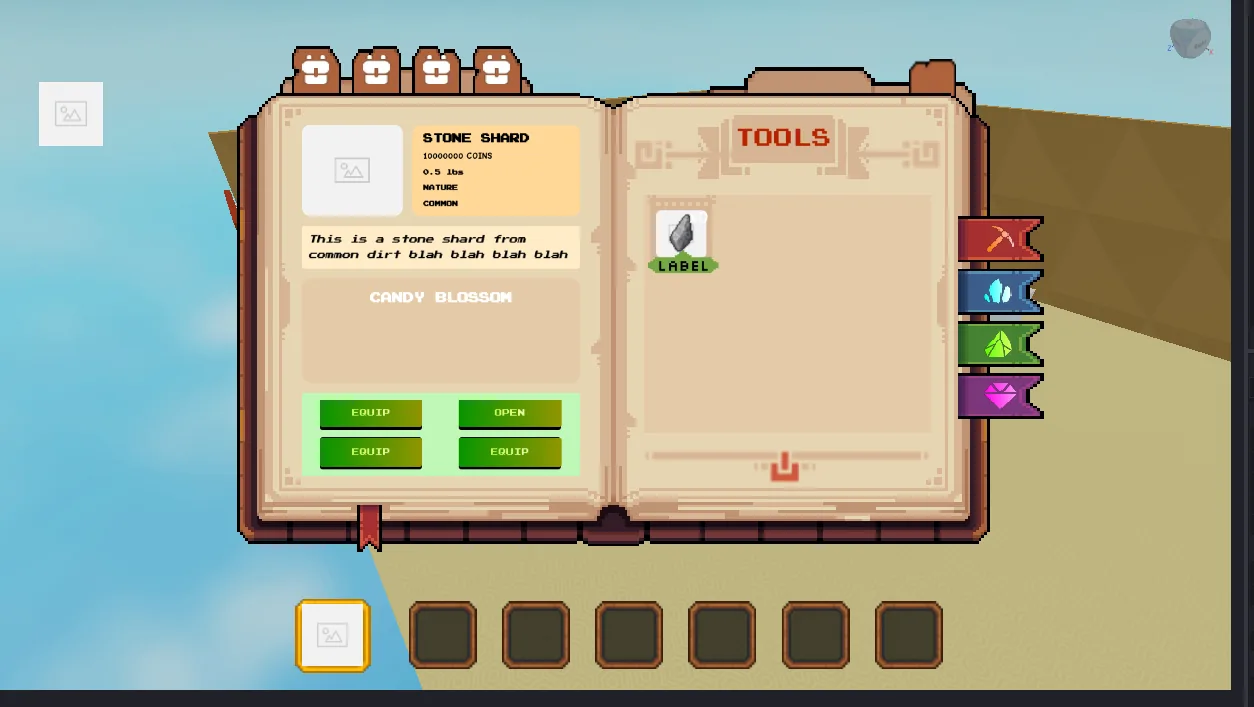 STONE SHARD
10000000 COINS
0.5 lbs
NATURE
COMMON
This is a stone shard from
common dirt blah blah blah blah
CANDY BLOSSOM
EQUIP
OPEN
EQUIP
EQUIP
TOOLS
LABEL